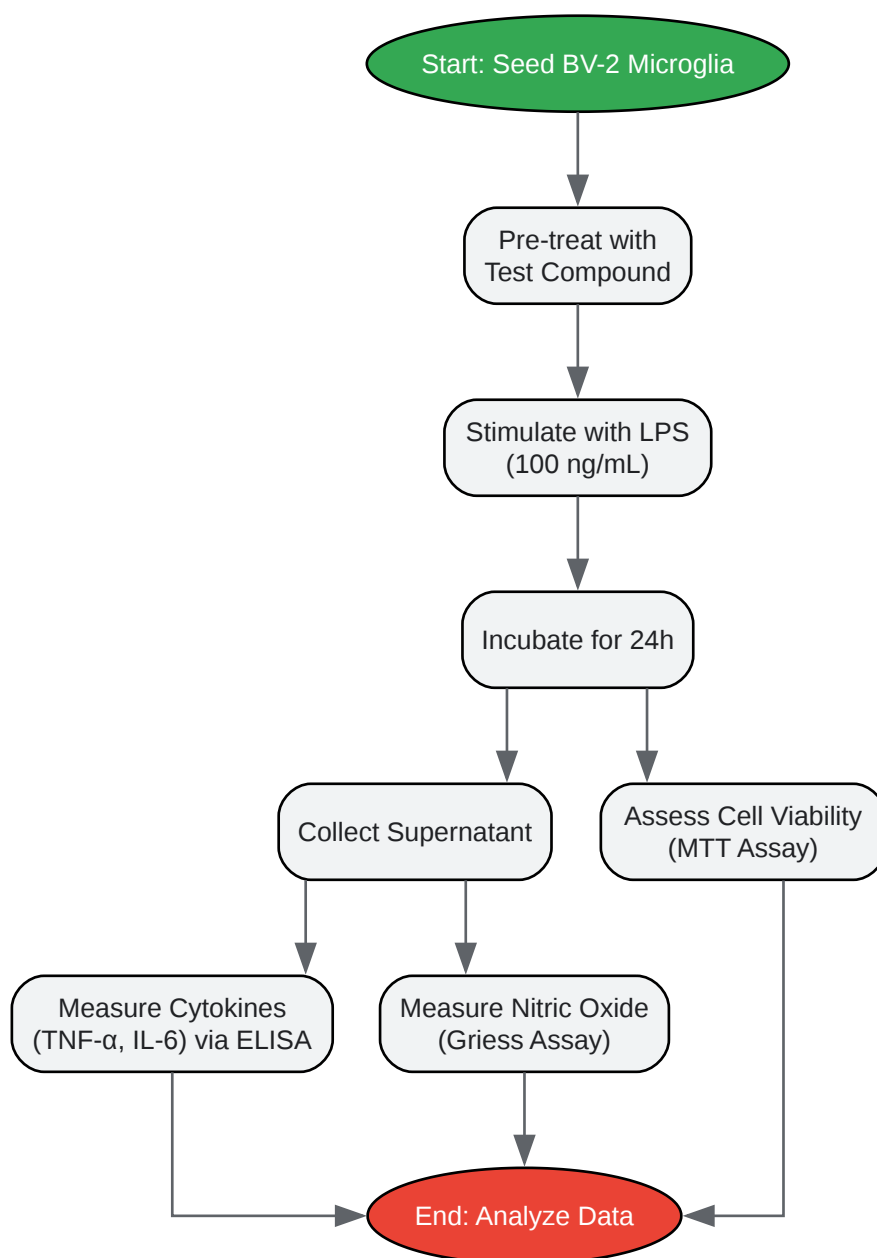 Start: Seed BV-2 Microglia
Pre-treat with
Test Compound
Stimulate with LPS
(100 ng/mL)
Incubate for 24h
Collect Supernatant
Assess Cell Viability
(MTT Assay)
Measure Cytokines
(TNF-α, IL-6) via ELISA
Measure Nitric Oxide
(Griess Assay)
End: Analyze Data